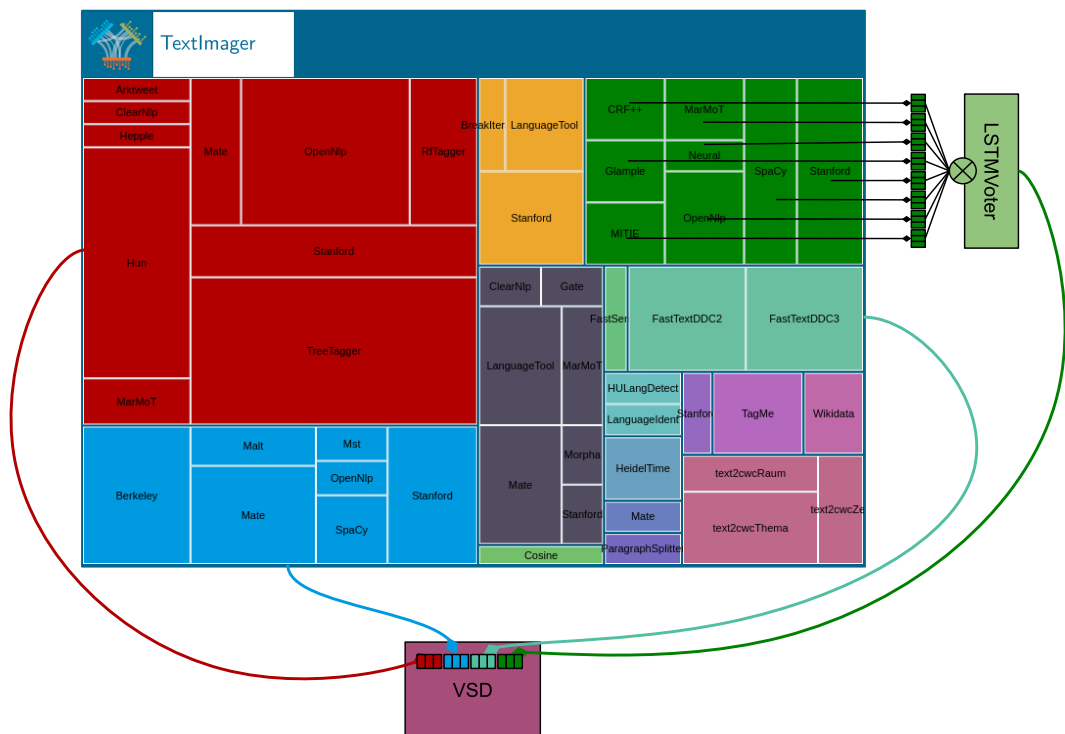 TextImager
Arktweet
ClearNlp
Hepple
Hun
MarMoT
Mate
OpenNlp
RfTagger
Stanford
TreeTagger
BreakIter
LanguageTool
Stanford
CRF++
MarMoT
Glample
Neural
MITIE
OpenNlp
SpaCy
Stanford
LSTMVoter
ClearNlp
Gate
LanguageTool
MarMoT
Mate
Morpha
Stanford
Cosine
FastSer
FastTextDDC2
FastTextDDC3
HULangDetect
LanguageIdent
HeidelTime
Mate
ParagraphSplitter
Stanford
TagMe
Wikidata
text2cwcRaum
text2cwcThema
text2cwcZe
Berkeley
Malt
Mate
Mst
OpenNlp
SpaCy
Stanford
VSD